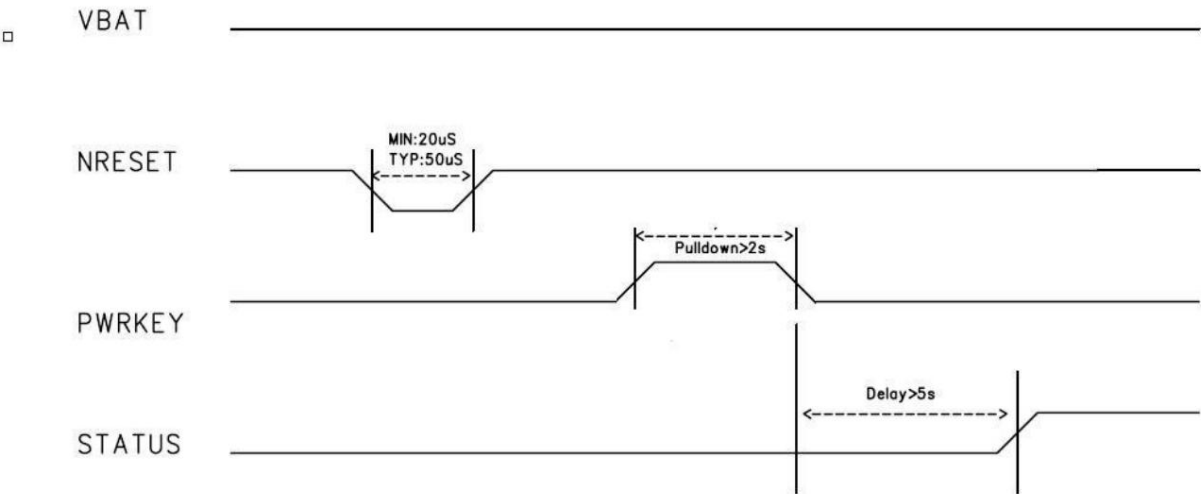 VBAT
MIN:20uS
TYP:50uS
NRESET
Pulldown>2s
PWRKEY
Delay>5s
STATUS